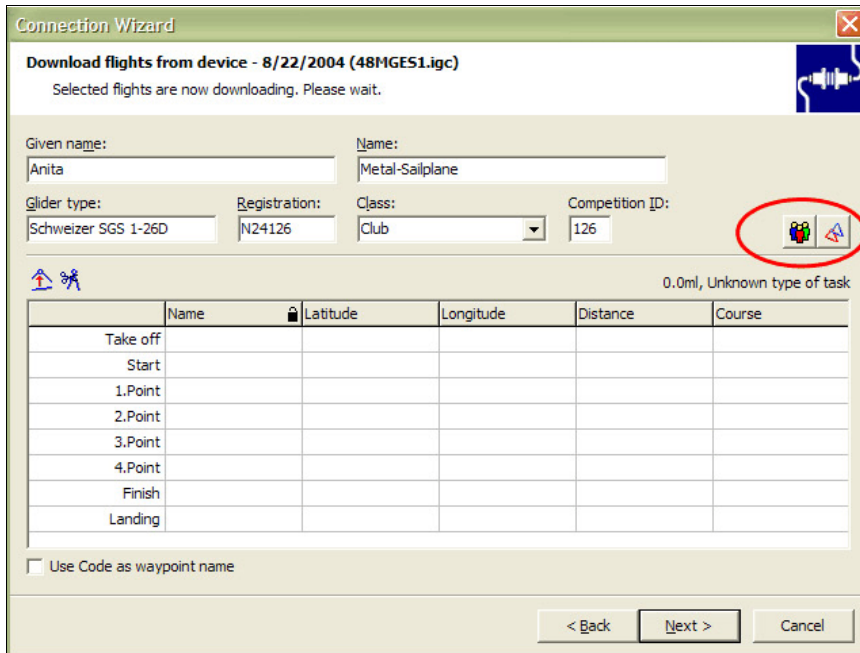 Connection Wizard
Download flights from device - 8/22/2004 (48MGES1.igc)
Selected flights are now downloading. Please wait.
Given name: Name:
Anita Metal-Sailplane
Glider type: Registration: Class: Competition ID:
Schweizer SGS 1-26D N24126 Club 126
0.0ml, Unknown type of task
Name Latitude Longitude Distance Course
Take off
Start
1.Point
2.Point
3.Point
4.Point
Finish
Landing
Use Code as waypoint name
< Back Next > Cancel